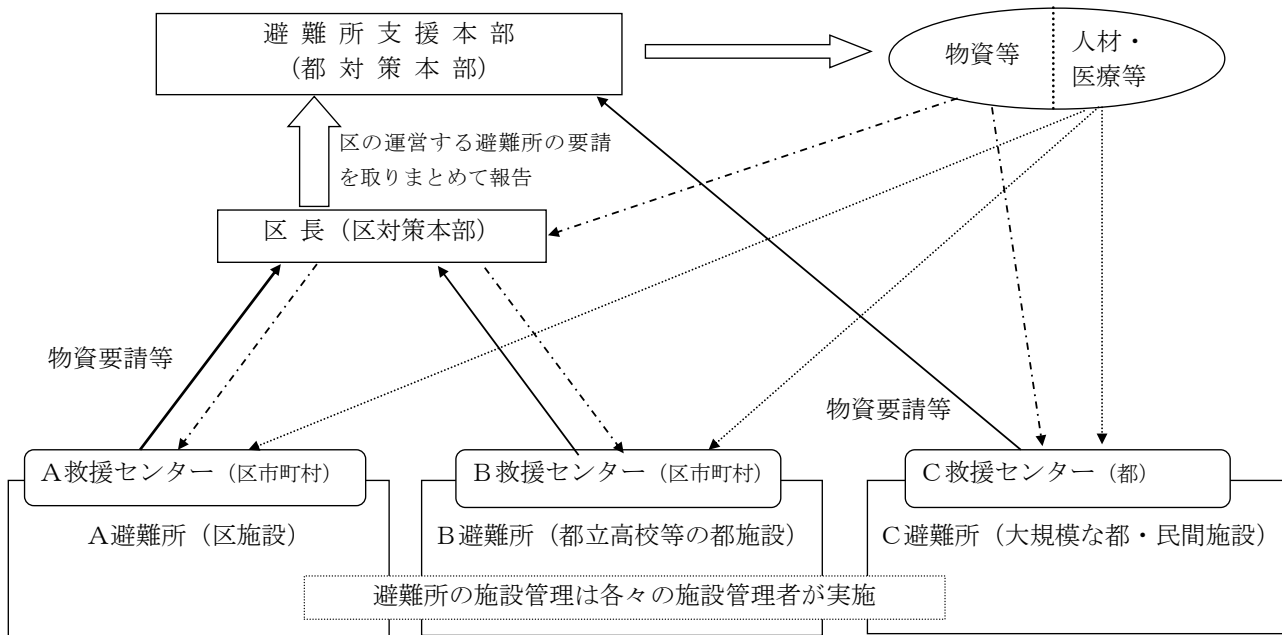 避難所支援本部
(都対策本部)
物資等
人材・
医療等
区の運営する避難所の要請
を取りまとめて報告
区長(区対策本部)
物資要請等
物資要請等
A救援センター(区市町村)
B救援センター(区市町村)
C救援センター(都)
A避難所(区施設)
B避難所(都立高校等の都施設)
C避難所(大規模な都・民間施設)
避難所の施設管理は各々の施設管理者が実施